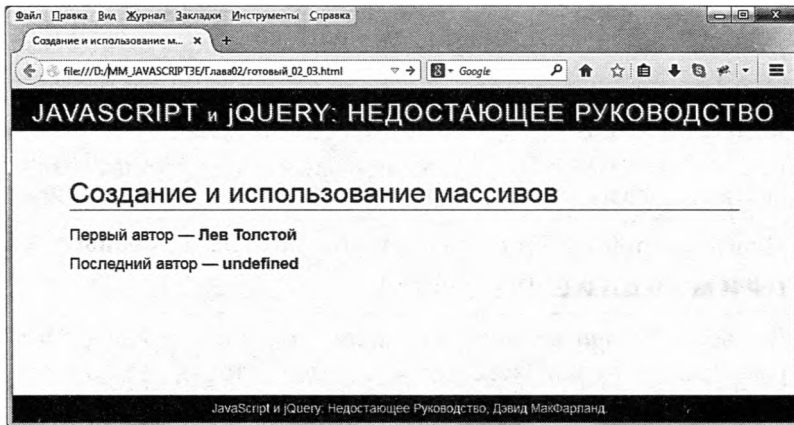 Файл Правка Вид Журнал Закладки Инструменты Справка
Создание и использование м... × +
file:///D:/MM_JAVASCRIPT3E/Глава02/готовый_02_03.html Google
JAVASCRIPT и jQUERY: НЕДОСТАЮЩЕЕ РУКОВОДСТВО
Создание и использование массивов
Первый автор — Лев Толстой
Последний автор — undefined
JavaScript и jQuery: Недостающее Руководство, Дэвид МакФарланд.